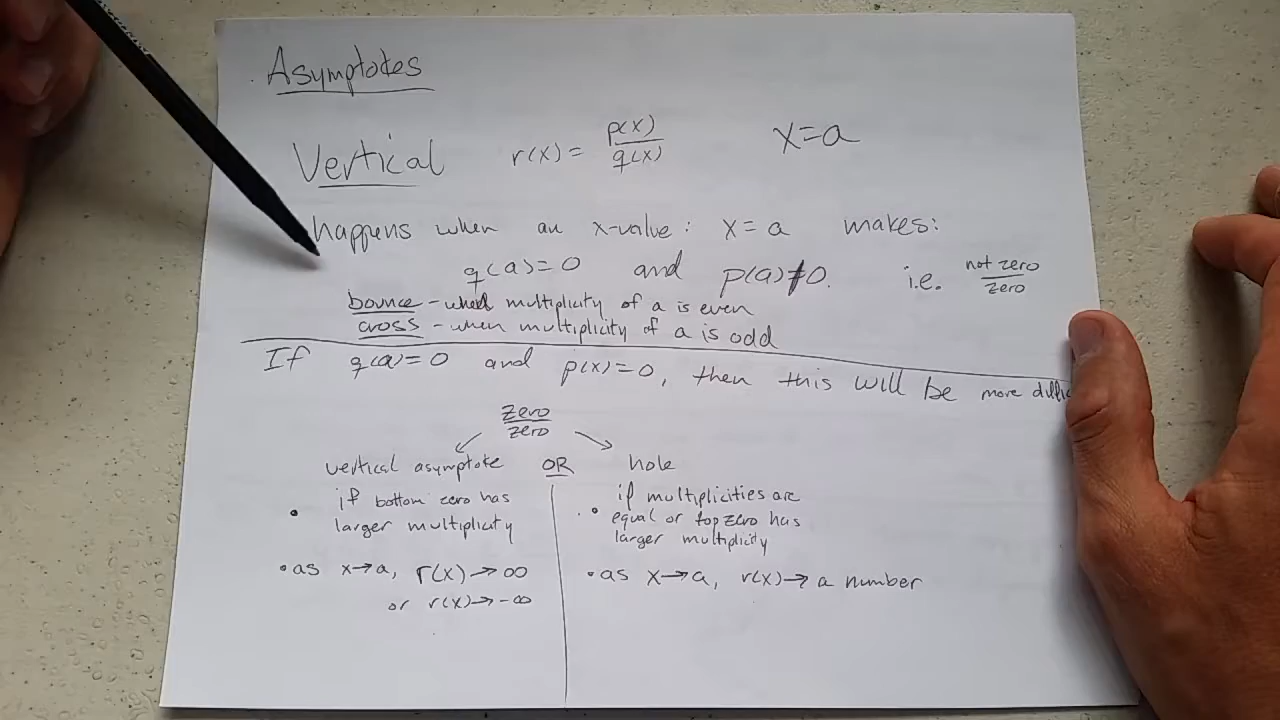 Asymptotes
Vertical r(x) = p(x)/q(x) x=a
happens when an x-value: x=a makes:
q(a)=0 and p(a)≠0. i.e. not zero/zero
bounce - when multiplicity of a is even
cross - when multiplicity of a is odd
If q(a)=0 and p(x)=0, then this will be more
zero/zero
vertical asymptote OR hole
• if bottom zero has larger multiplicity
• if multiplicities are equal or top zero has larger multiplicity
• as x→a, r(x)→∞
or r(x)→-∞
• as x→a, r(x)→ a number